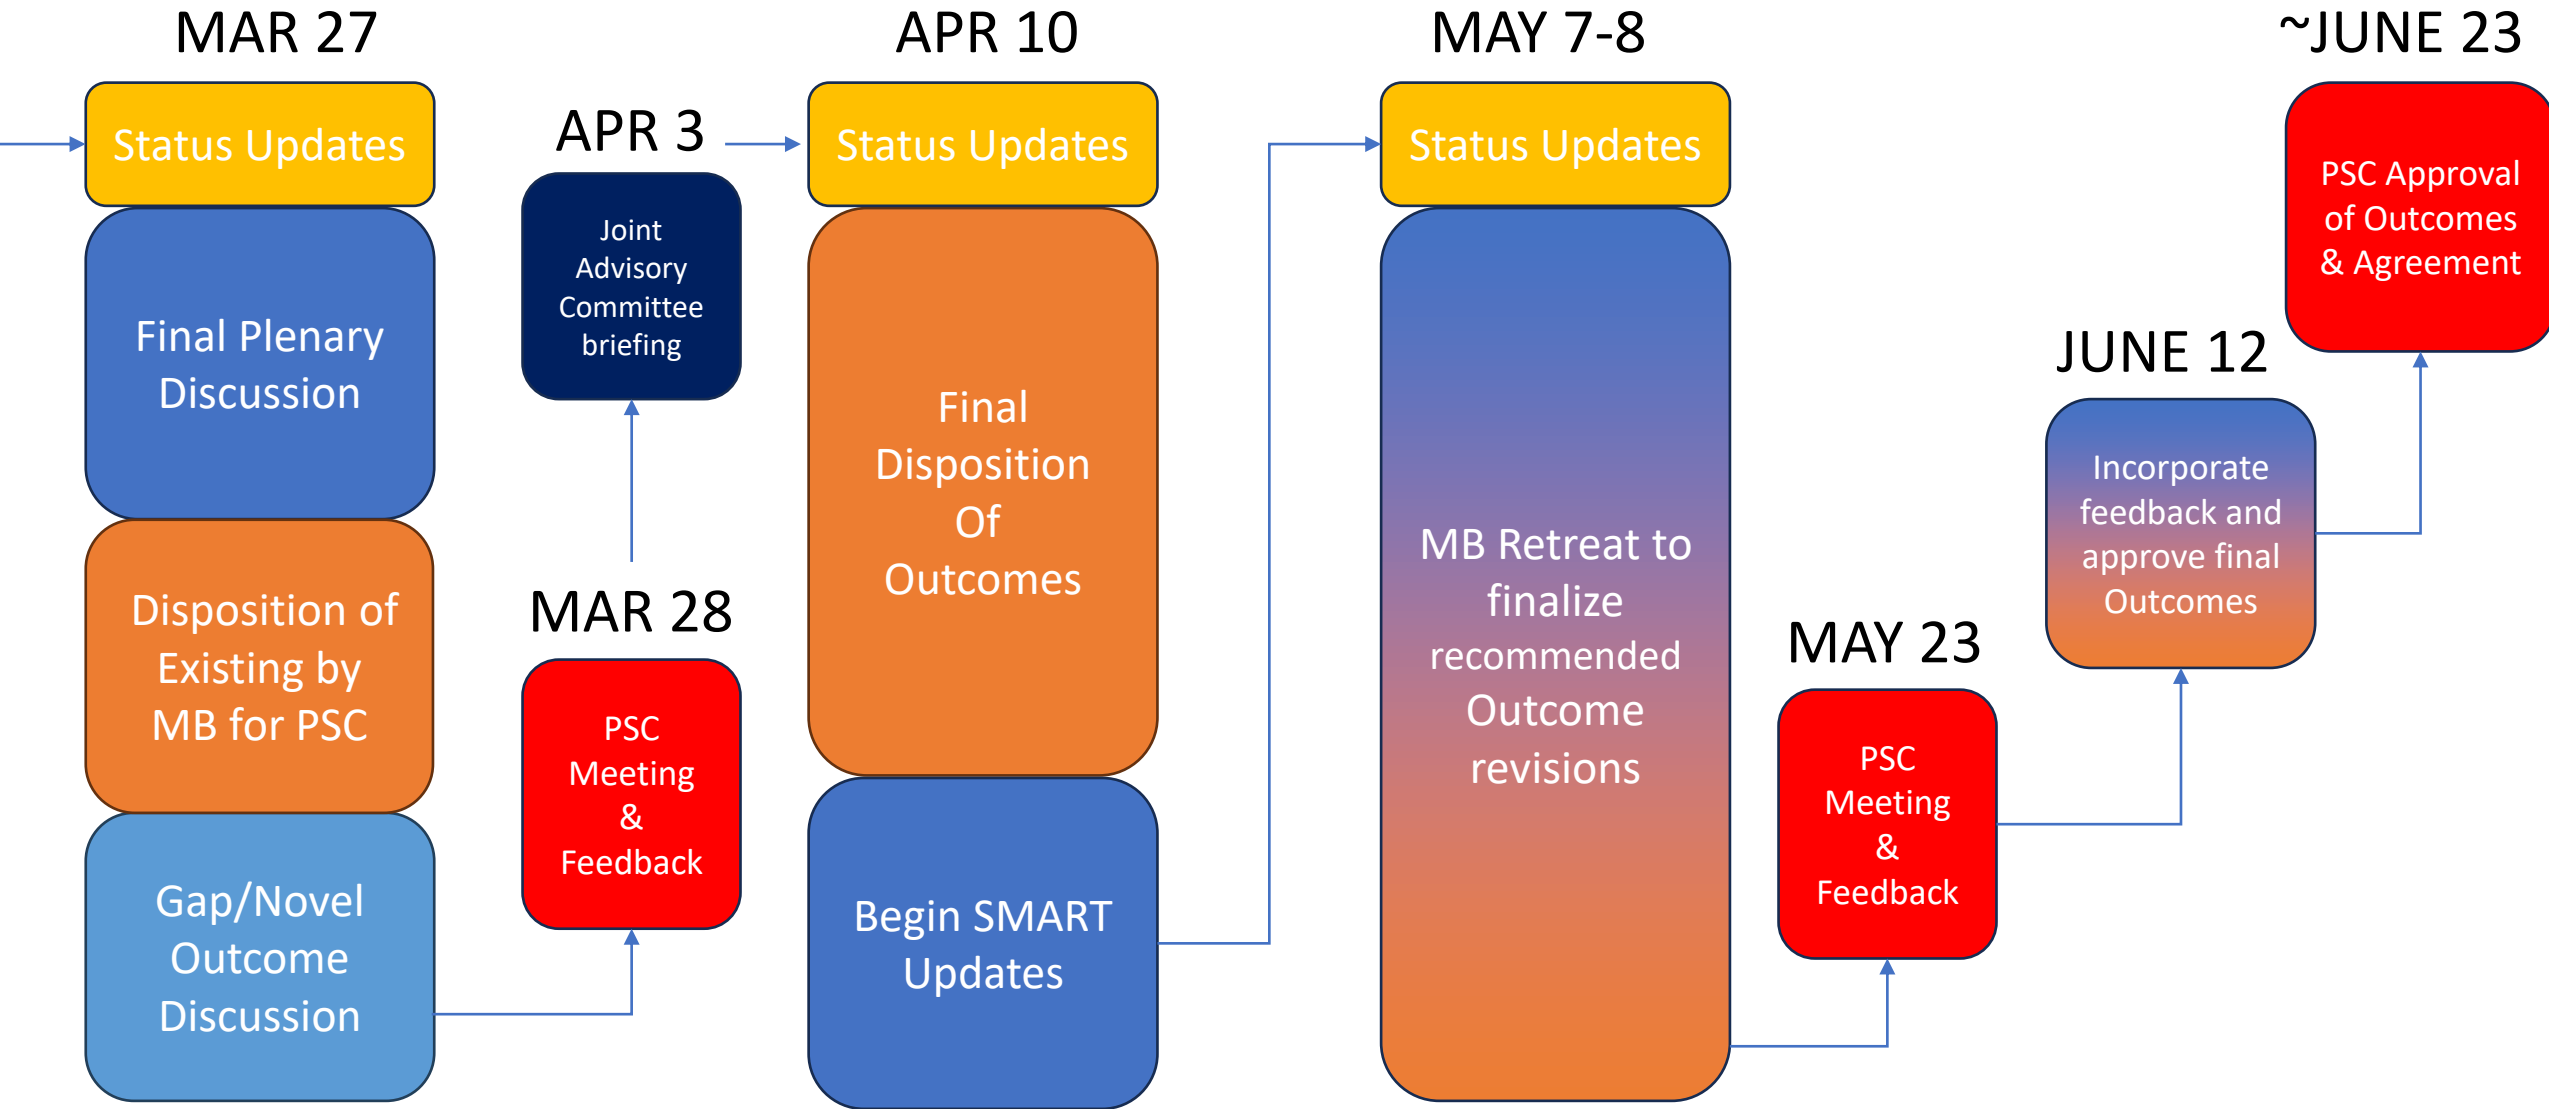 MAR 27
Status Updates
Final Plenary
Discussion
Disposition of
Existing by
MB for PSC
Gap/Novel
Outcome
Discussion
MAR 28
PSC
Meeting
&
Feedback
APR 3
Joint
Advisory
Committee
briefing
APR 10
Status Updates
Final
Disposition
Of
Outcomes
Begin SMART
Updates
MAY 7-8
Status Updates
MB Retreat to
finalize
recommended
Outcome
revisions
MAY 23
PSC
Meeting
&
Feedback
JUNE 12
Incorporate
feedback and
approve final
Outcomes
~JUNE 23
PSC Approval
of Outcomes
& Agreement